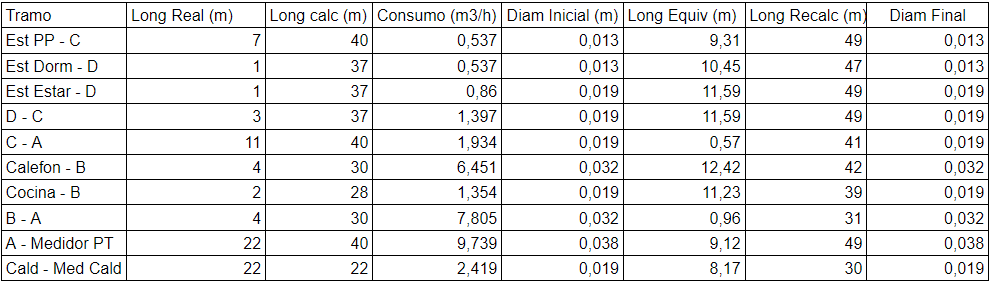 Tramo Long Real (m) Long calc (m) Consumo (m3/h) Diam Inicial (m) Long Equiv (m) Long Recalc (m) Diam Final
Est PP - C 7 40 0,537 0,013 9,31 49 0,013
Est Dorm - D 1 37 0,537 0,013 10,45 47 0,013
Est Estar - D 1 37 0,86 0,019 11,59 49 0,019
D - C 3 37 1,397 0,019 11,59 49 0,019
C - A 11 40 1,934 0,019 0,57 41 0,019
Calefon - B 4 30 6,451 0,032 12,42 42 0,032
Cocina - B 2 28 1,354 0,019 11,23 39 0,019
B - A 4 30 7,805 0,032 0,96 31 0,032
A - Medidor PT 22 40 9,739 0,038 9,12 49 0,038
Cald - Med Cald 22 22 2,419 0,019 8,17 30 0,019